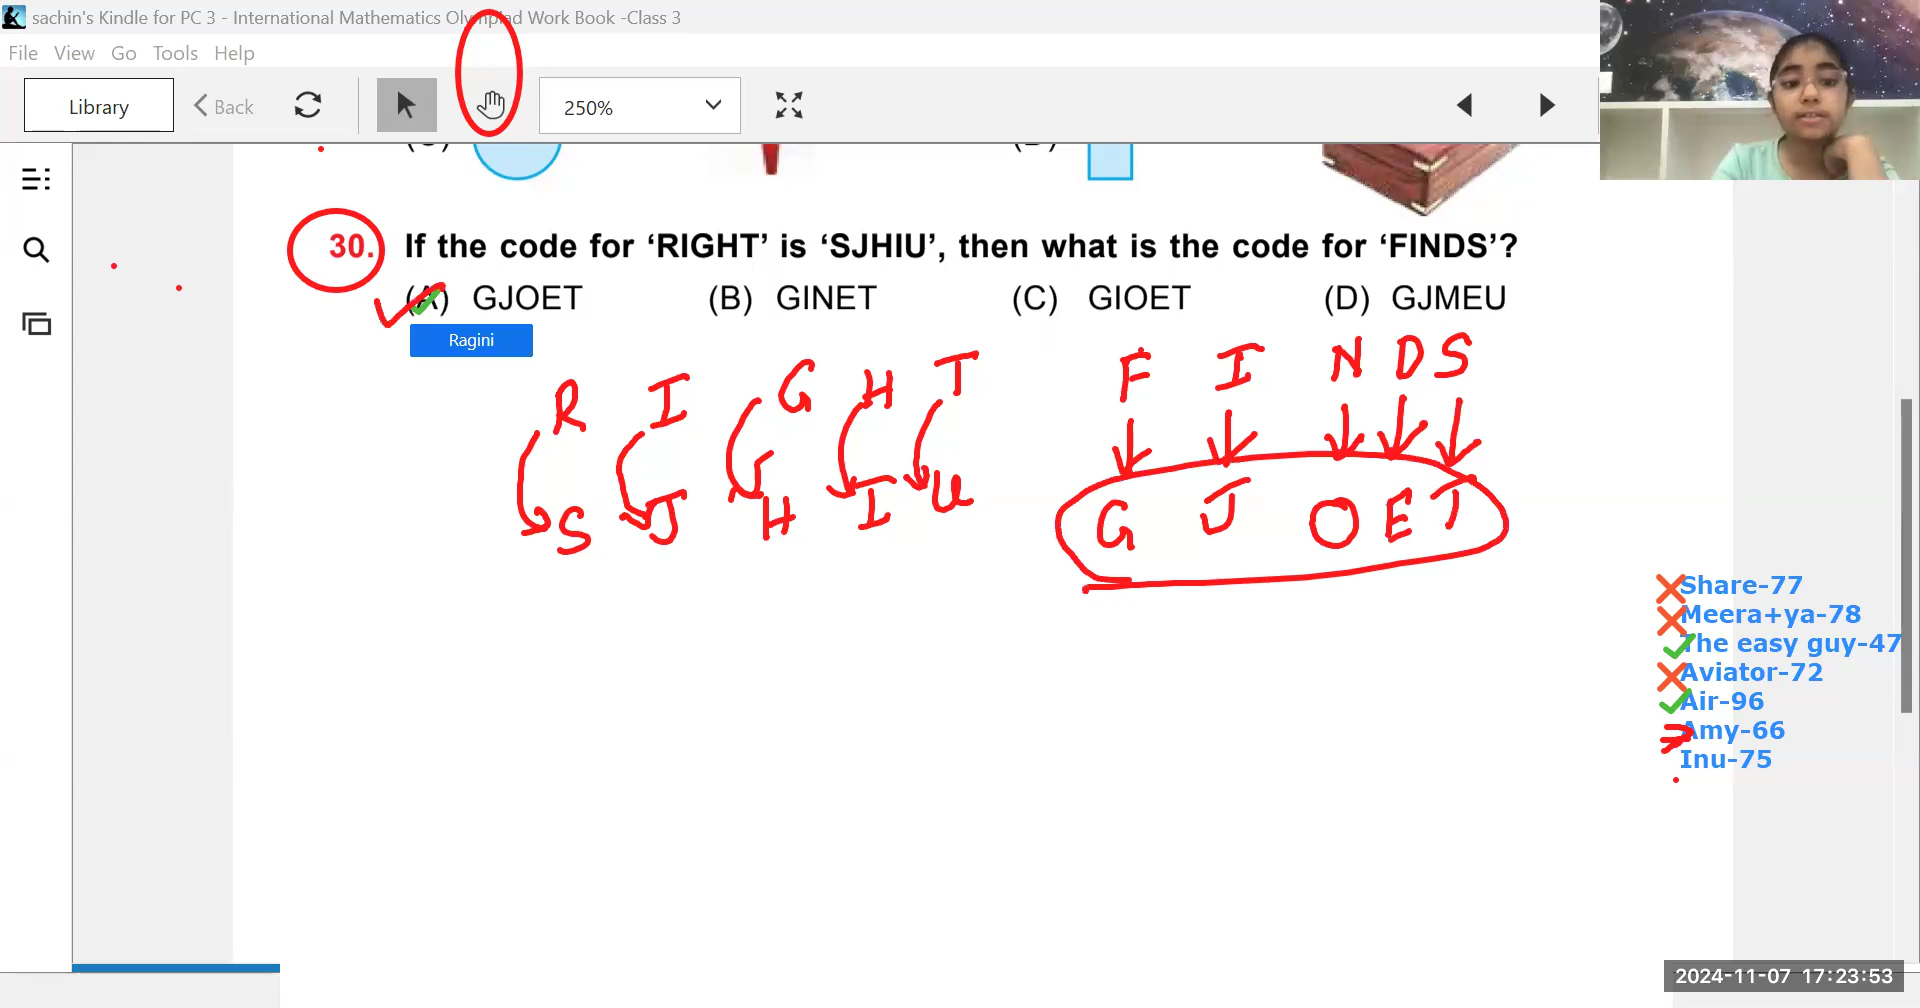 sachin's Kindle for PC 3 - International Mathematics Olympiad Work Book -Class 3
File View Go Tools Help
Library Back 250%
30. If the code for ‘RIGHT’ is ‘SJHIU’, then what is the code for ‘FINDS’?
(A) GJOET (B) GINET (C) GIOET (D) GJMEU
Ragini
R I G H T F I N D S
S J H I U G J O E T
Share-77
Meera+ya-78
The easy guy-47
Aviator-72
Air-96
Amy-66
Inu-75
2024-11-07 17:23:53